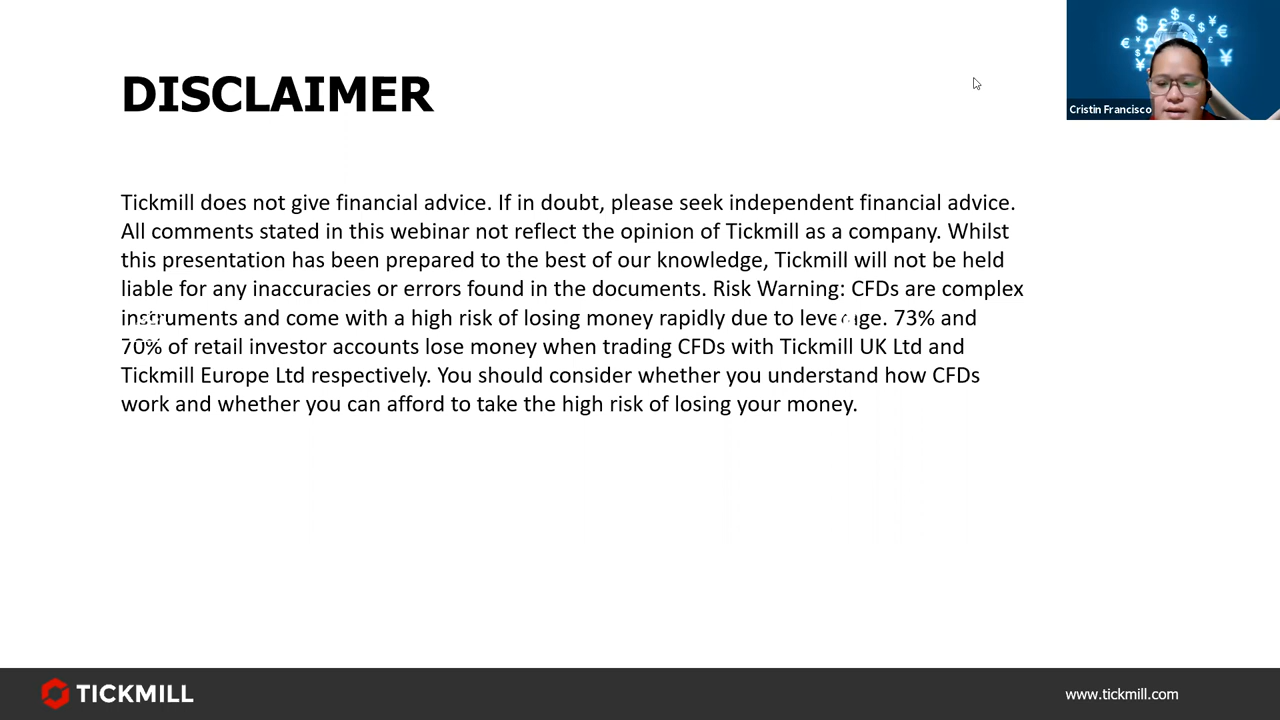 DISCLAIMER
Cristin Francisco
Tickmill does not give financial advice. If in doubt, please seek independent financial advice.
All comments stated in this webinar not reflect the opinion of Tickmill as a company. Whilst
this presentation has been prepared to the best of our knowledge, Tickmill will not be held
liable for any inaccuracies or errors found in the documents. Risk Warning: CFDs are complex
instruments and come with a high risk of losing money rapidly due to leverage. 73% and
70% of retail investor accounts lose money when trading CFDs with Tickmill UK Ltd and
Tickmill Europe Ltd respectively. You should consider whether you understand how CFDs
work and whether you can afford to take the high risk of losing your money.
TICKMILL
www.tickmill.com